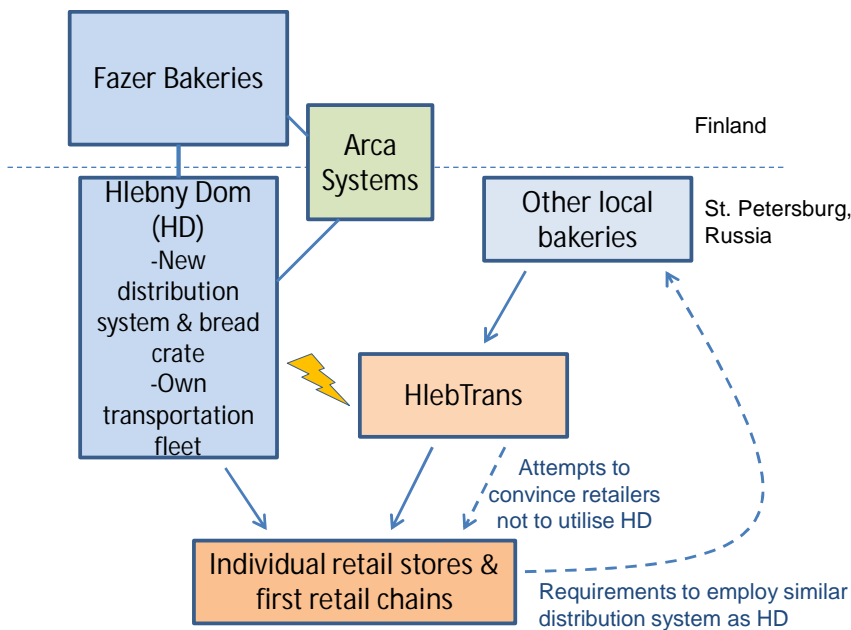 Fazer Bakeries
Finland
Arca
Systems
Hlebny Dom
(HD)
-New
distribution
system & bread
crate
-Own
transportation
fleet
Other local
bakeries
St. Petersburg,
Russia
HlebTrans
Attempts to
convince retailers
not to utilise HD
Individual retail stores &
first retail chains
Requirements to employ similar
distribution system as HD